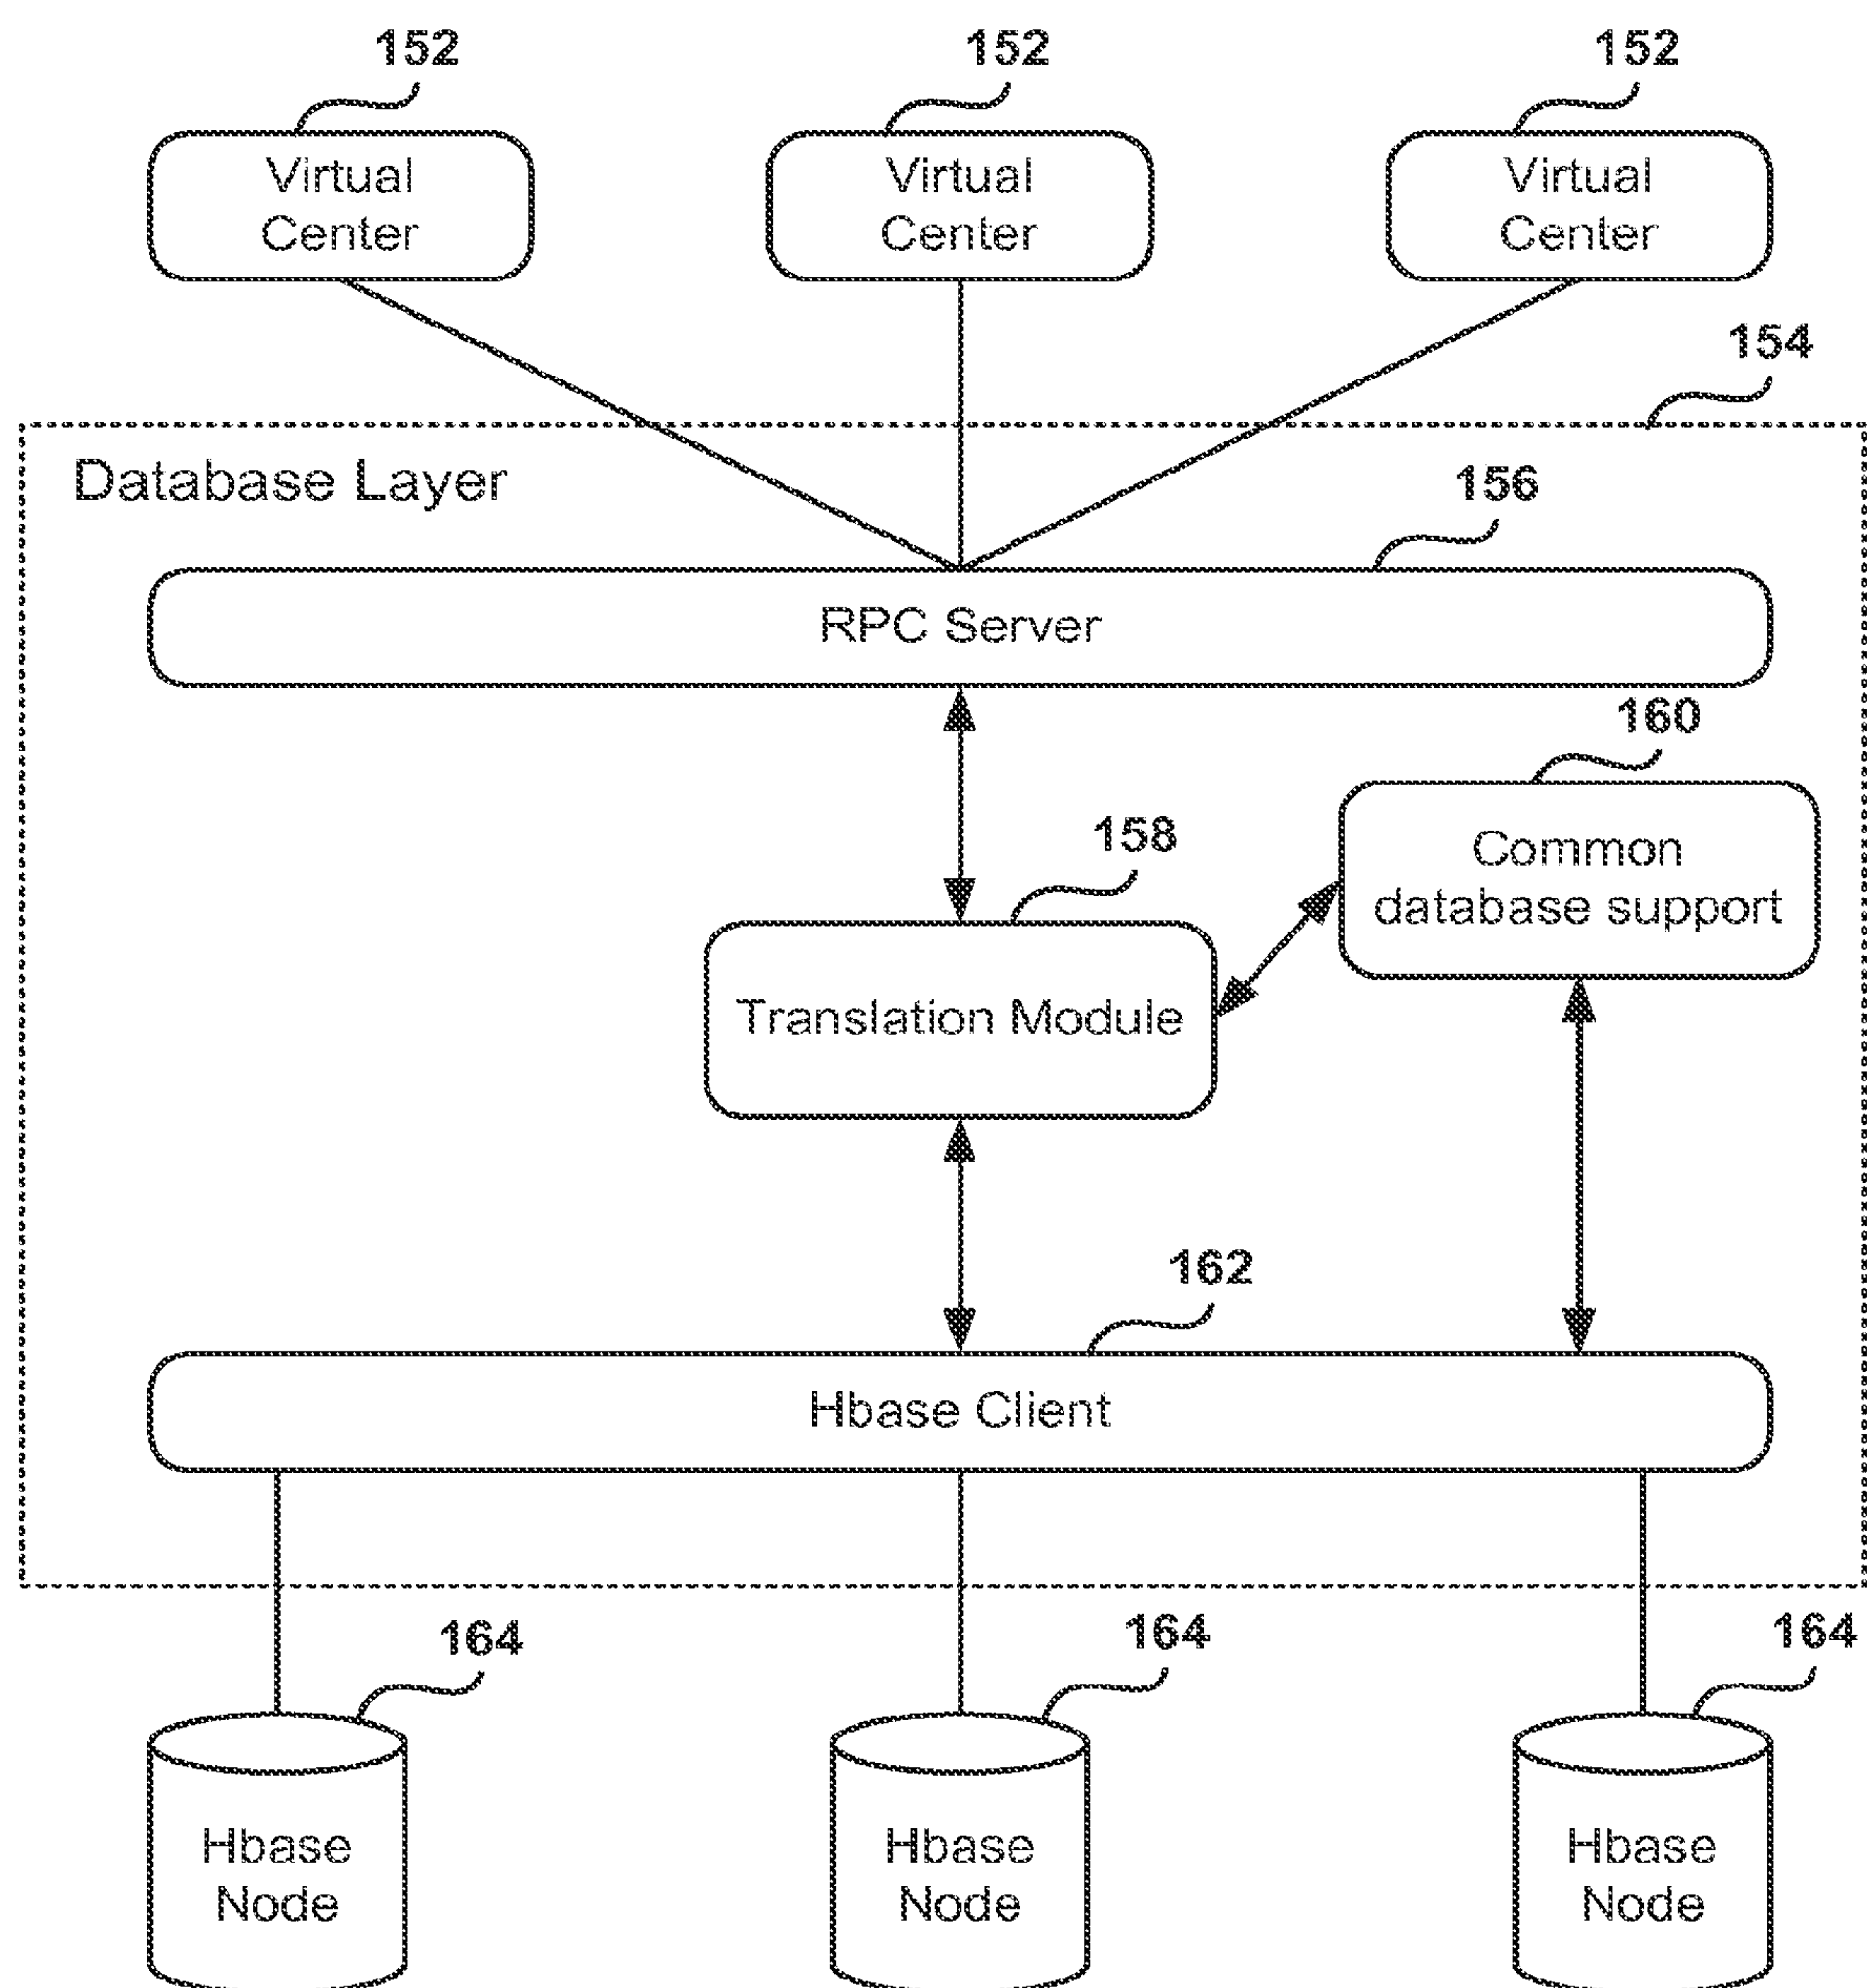 152 152 152
Virtual Center
Virtual Center
Virtual Center
154
Database Layer
156
RPC Server
160
158
Common
database support
Translation Module
162
Hbase Client
164 164 164
Hbase Node
Hbase Node
Hbase Node